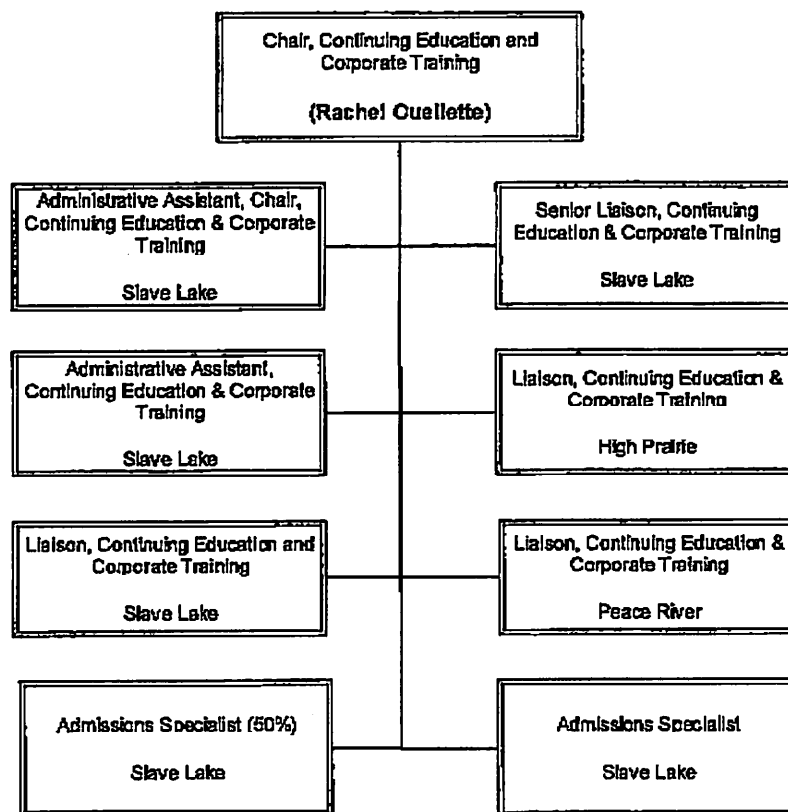 Chair, Continuing Education and
Corporate Training
(Rachel Ouellette)
Administrative Assistant, Chair,
Continuing Education & Corporate
Training
Slave Lake
Senior Liaison, Continuing
Education & Corporate Training
Slave Lake
Administrative Assistant,
Continuing Education & Corporate
Training
Slave Lake
Liaison, Continuing Education &
Corporate Training
High Prairie
Liaison, Continuing Education and
Corporate Training
Slave Lake
Liaison, Continuing Education &
Corporate Training
Peace River
Admissions Specialist (50%)
Slave Lake
Admissions Specialist
Slave Lake